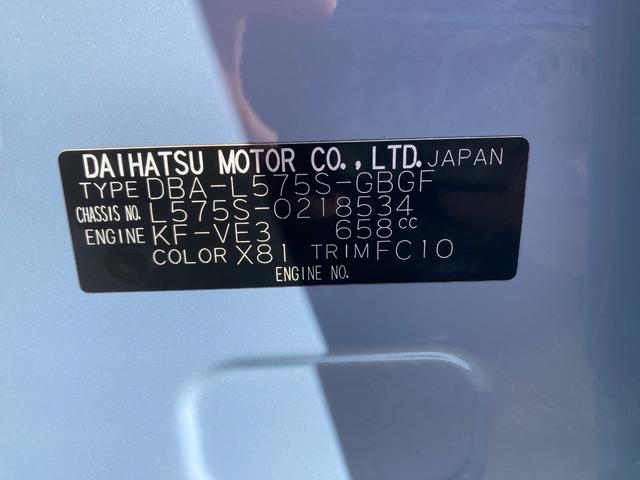 DAIHATSU MOTOR CO., LTD. JAPAN
TYPE DBA-L575S-GBGF
CHASSIS NO. L575S-0218534
ENGINE KF-VE3 658cc
COLOR X81 TRIM FC10
ENGINE NO.